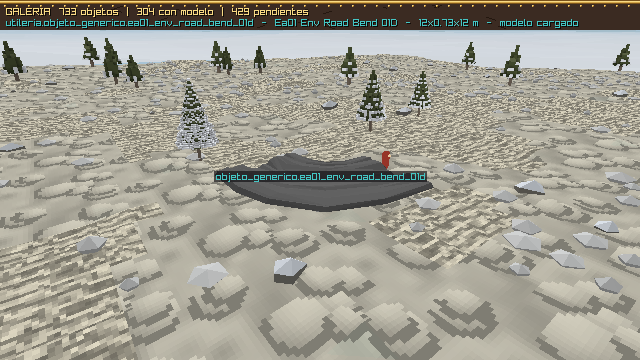 GALERIA  733 objetos | 304 con modelo | 429 pendientes
utileria.objeto_generico.ea01_env_road_bend_01d - Ea01 Env Road Bend 01D - 12x0.73x12 m - modelo cargado
objeto_generico.ea01_env_road_bend_01d